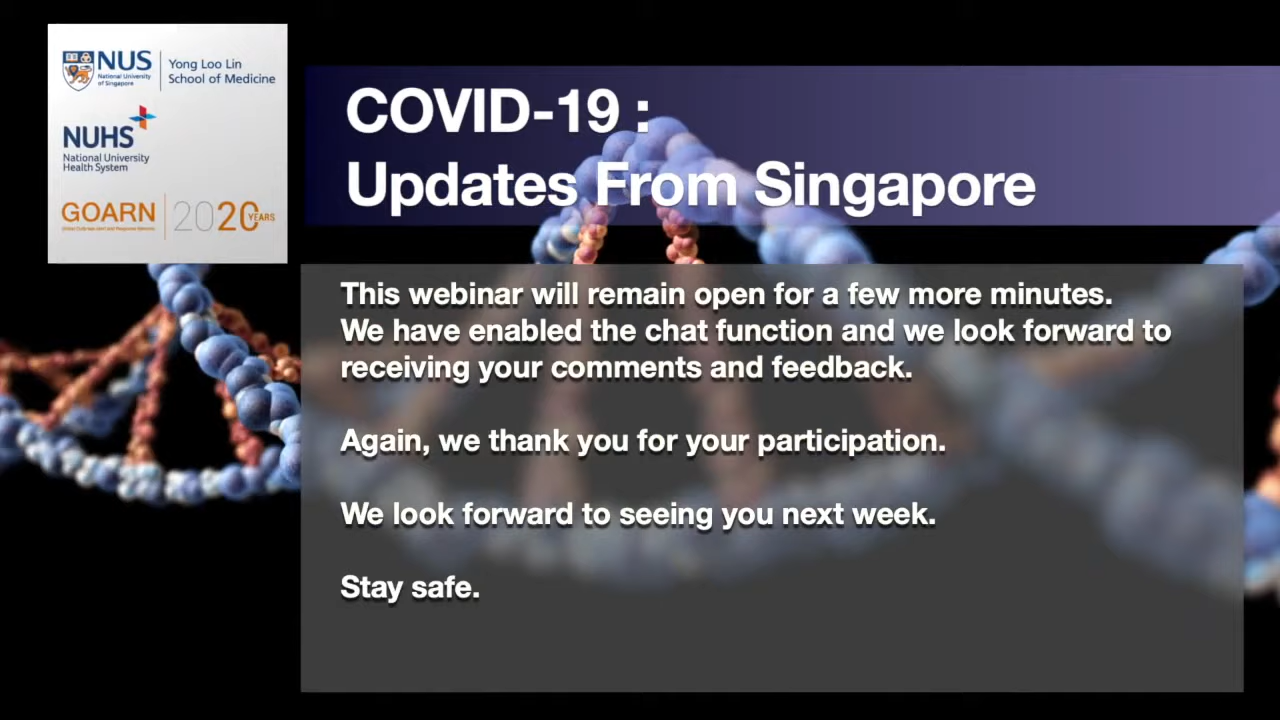 NUS
National University
of Singapore
Yong Loo Lin
School of Medicine
NUHS
National University
Health System
GOARN
2020 YEARS
COVID-19 :
Updates From Singapore
This webinar will remain open for a few more minutes.
We have enabled the chat function and we look forward to
receiving your comments and feedback.
Again, we thank you for your participation.
We look forward to seeing you next week.
Stay safe.